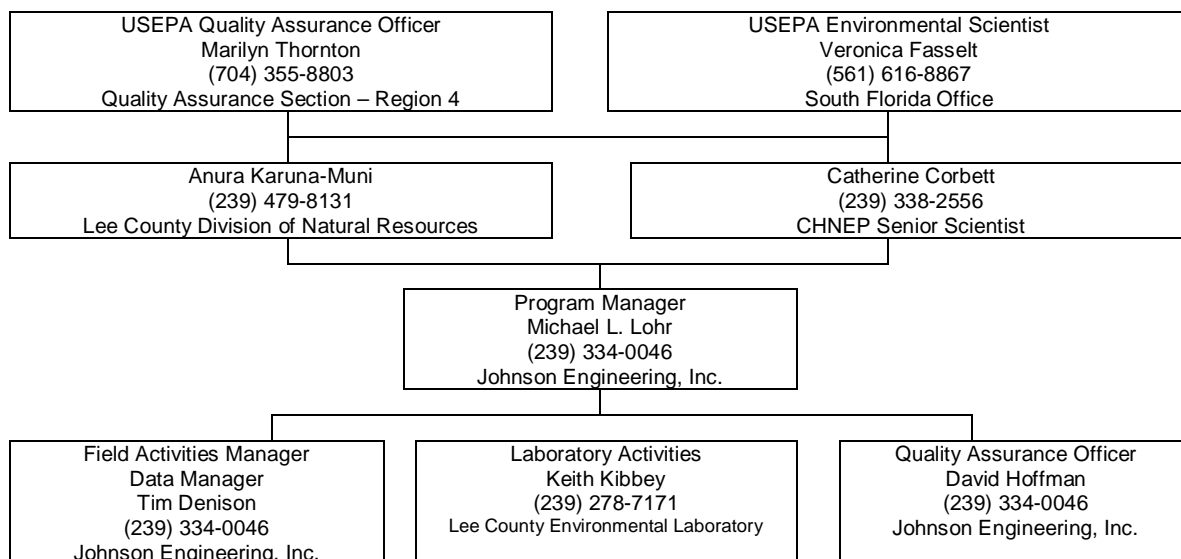 USEPA Quality Assurance Officer
Marilyn Thornton
(704) 355-8803
Quality Assurance Section – Region 4
USEPA Environmental Scientist
Veronica Fasselt
(561) 616-8867
South Florida Office
Anura Karuna-Muni
(239) 479-8131
Lee County Division of Natural Resources
Catherine Corbett
(239) 338-2556
CHNEP Senior Scientist
Program Manager
Michael L. Lohr
(239) 334-0046
Johnson Engineering, Inc.
Field Activities Manager
Data Manager
Tim Denison
(239) 334-0046
Johnson Engineering, Inc.
Laboratory Activities
Keith Kibbey
(239) 278-7171
Lee County Environmental Laboratory
Quality Assurance Officer
David Hoffman
(239) 334-0046
Johnson Engineering, Inc.